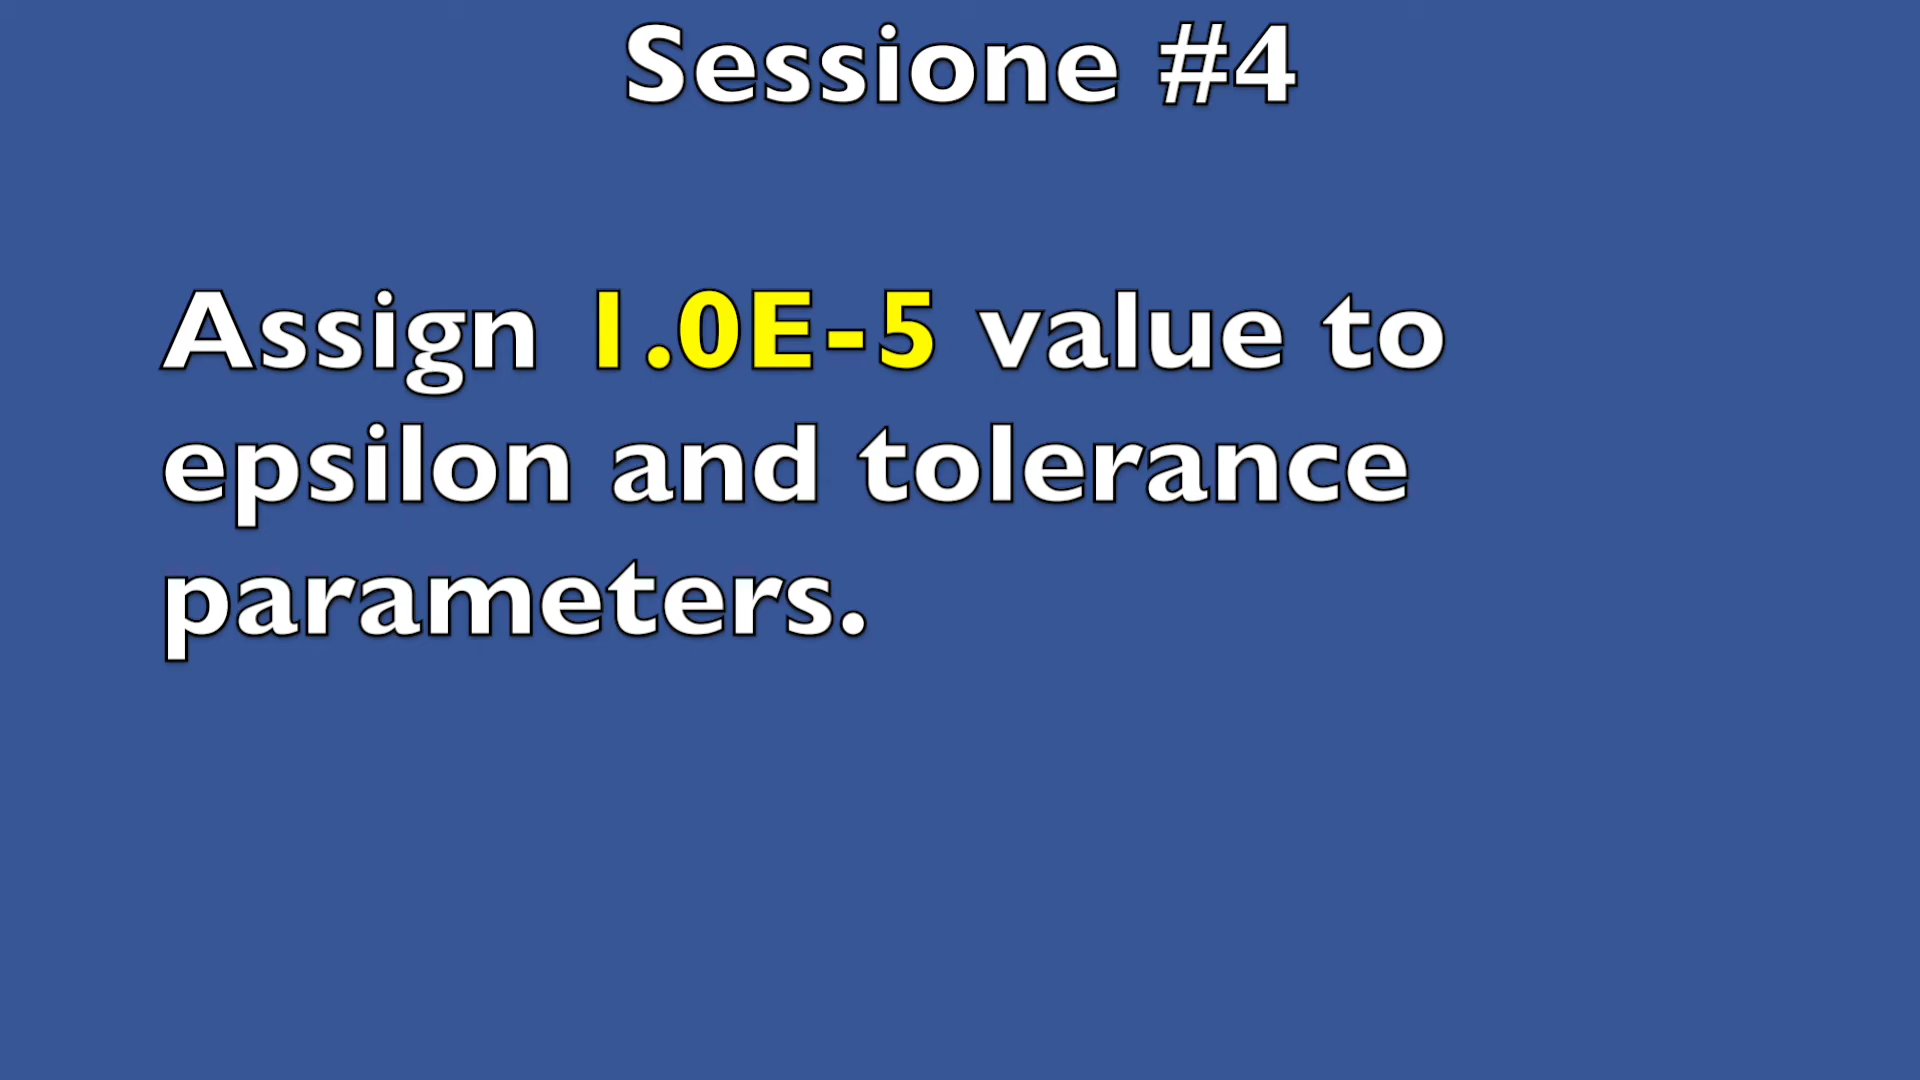 Sessione #4
Assign 1.0E-5 value to
epsilon and tolerance
parameters.